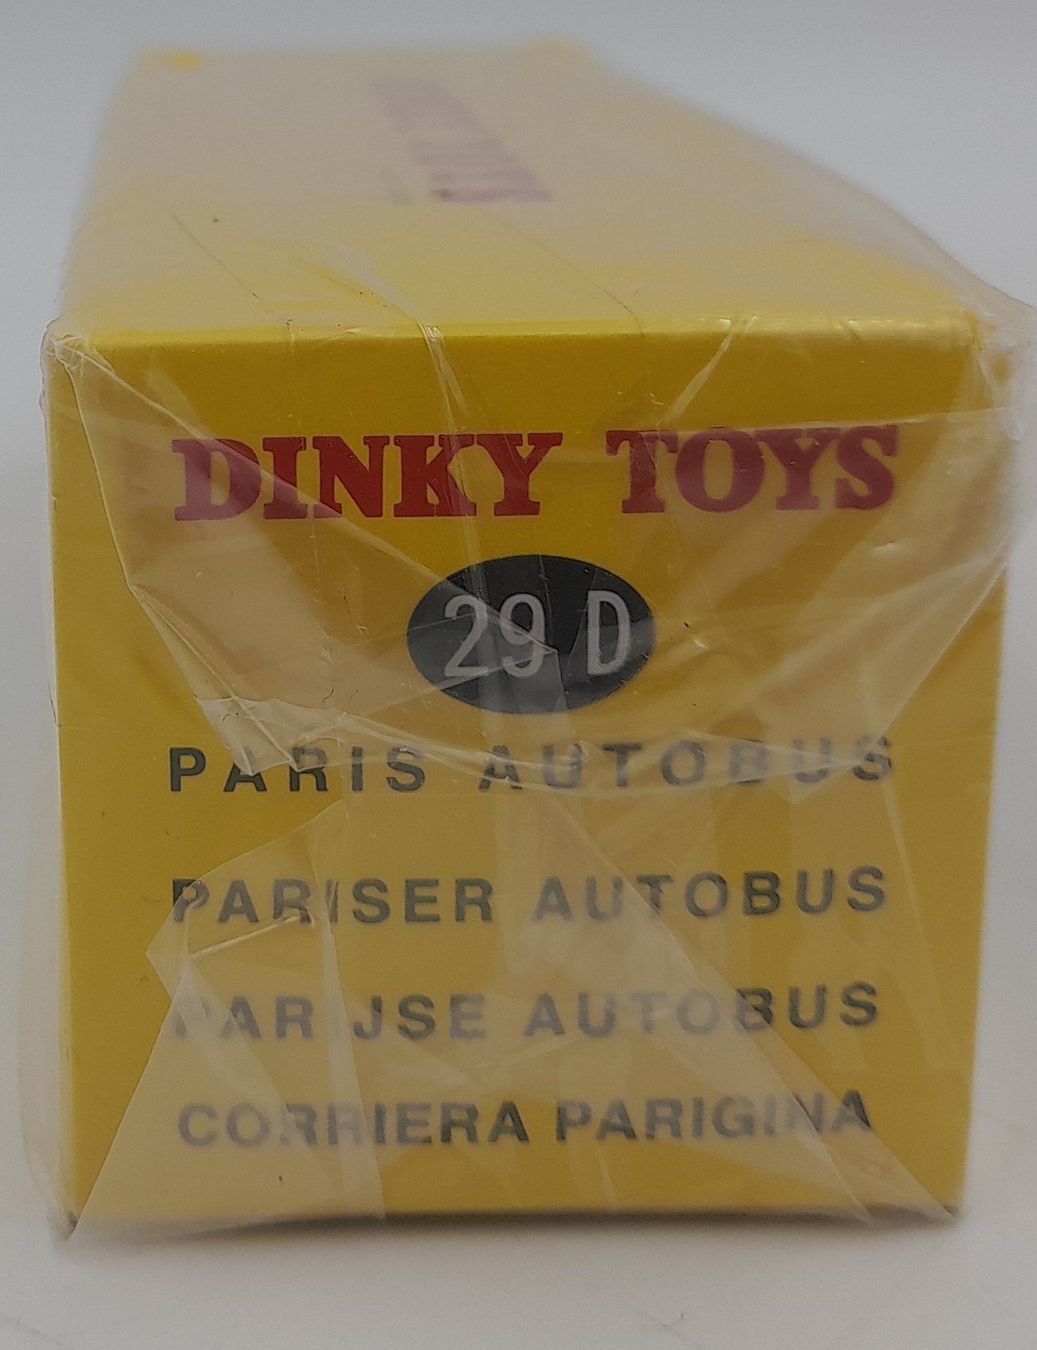 DINKY TOYS
29 D
PARIS AUTOBUS
PARISER AUTOBUS
PARIJSE AUTOBUS
CORRIERA PARIGINA